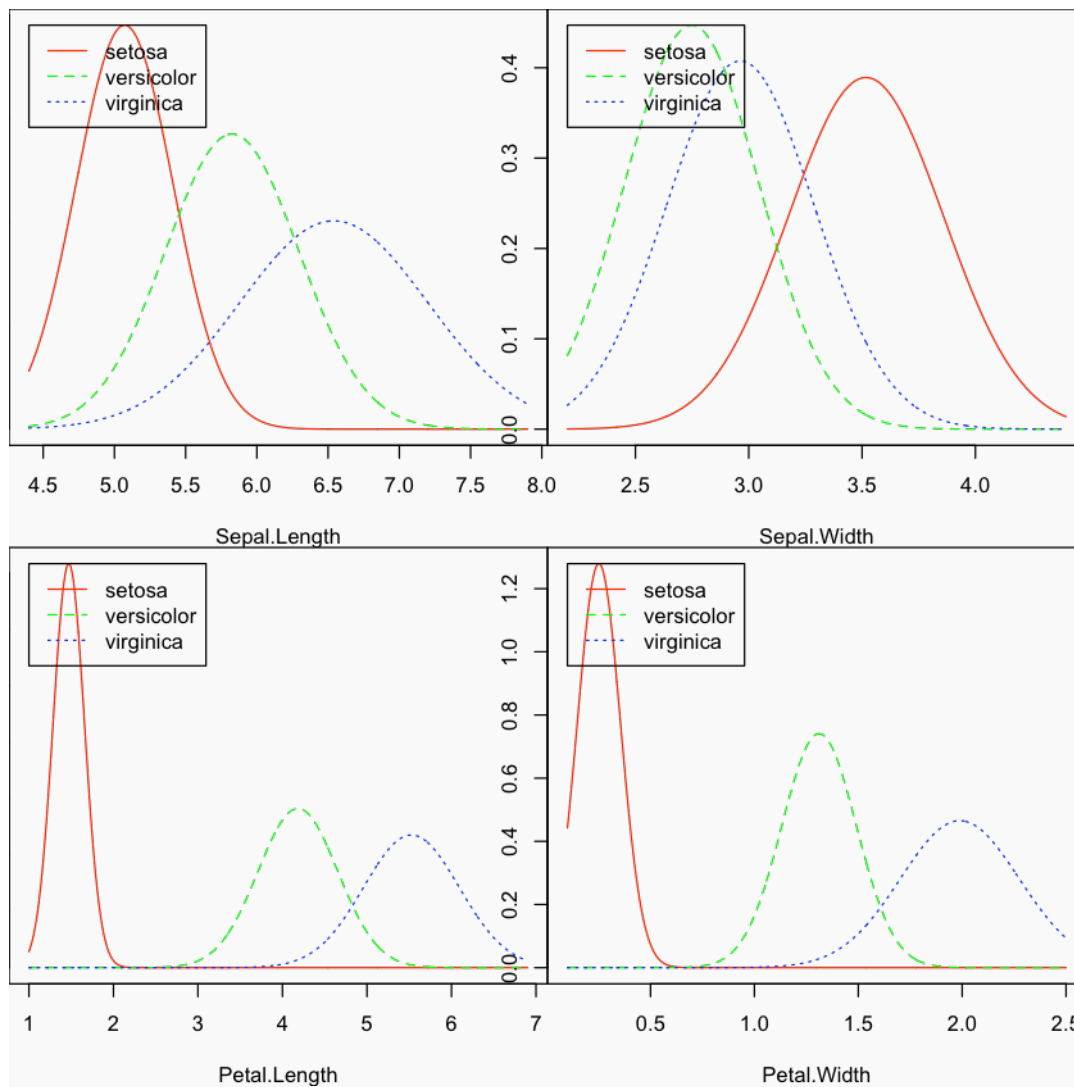 setosa
versicolor
virginica
4.5 5.0 5.5 6.0 6.5 7.0 7.5 8.0
Sepal.Length
setosa
versicolor
virginica
0.4
0.3
0.2
0.1
0.0
2.5 3.0 3.5 4.0
Sepal.Width
setosa
versicolor
virginica
1 2 3 4 5 6 7
Petal.Length
setosa
versicolor
virginica
1.2
1.0
0.8
0.6
0.4
0.2
0.0
0.5 1.0 1.5 2.0 2.5
Petal.Width